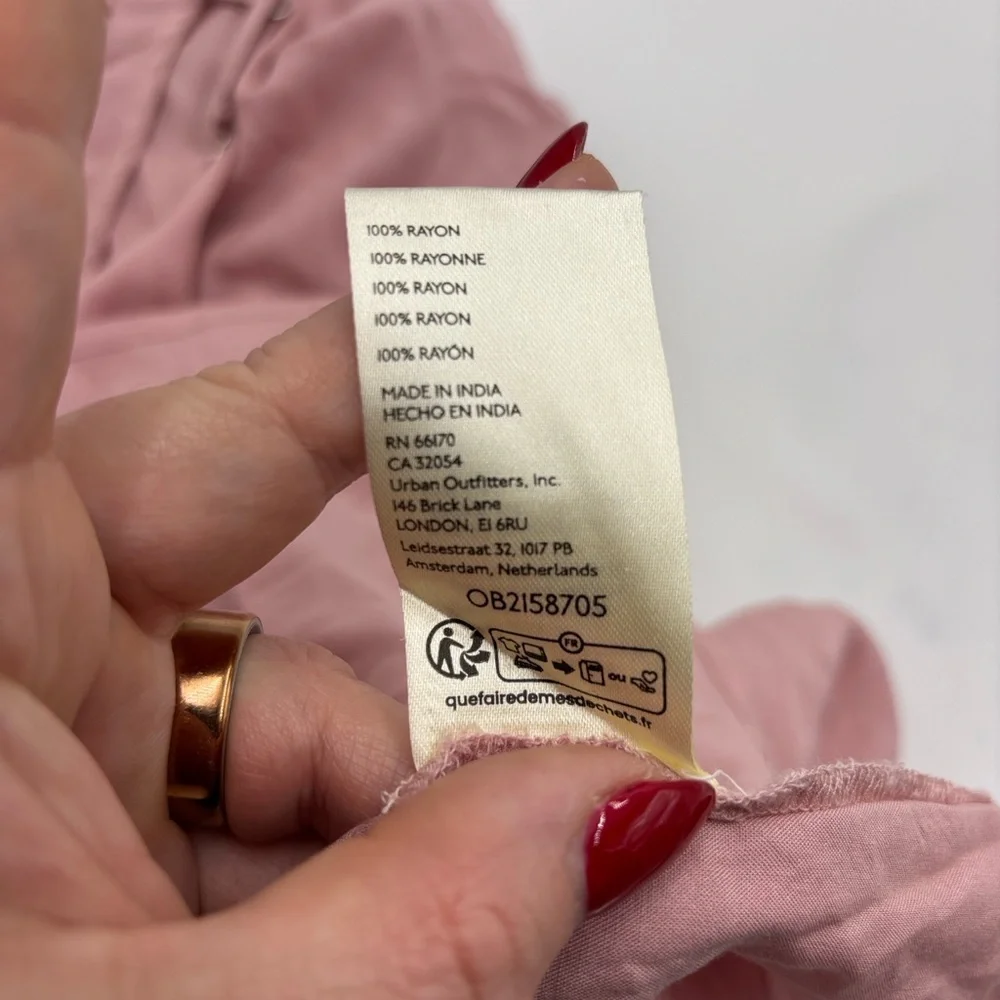 100% RAYON
100% RAYONNE
100% RAYON
100% RAYON
100% RAYÓN
MADE IN INDIA
HECHO EN INDIA
RN 66170
CA 32054
Urban Outfitters, Inc.
146 Brick Lane
LONDON, E1 6RU
Leidsestraat 32, 1017 PB
Amsterdam, Netherlands
OB2158705
FR
ou
quefairedemesdechets.fr